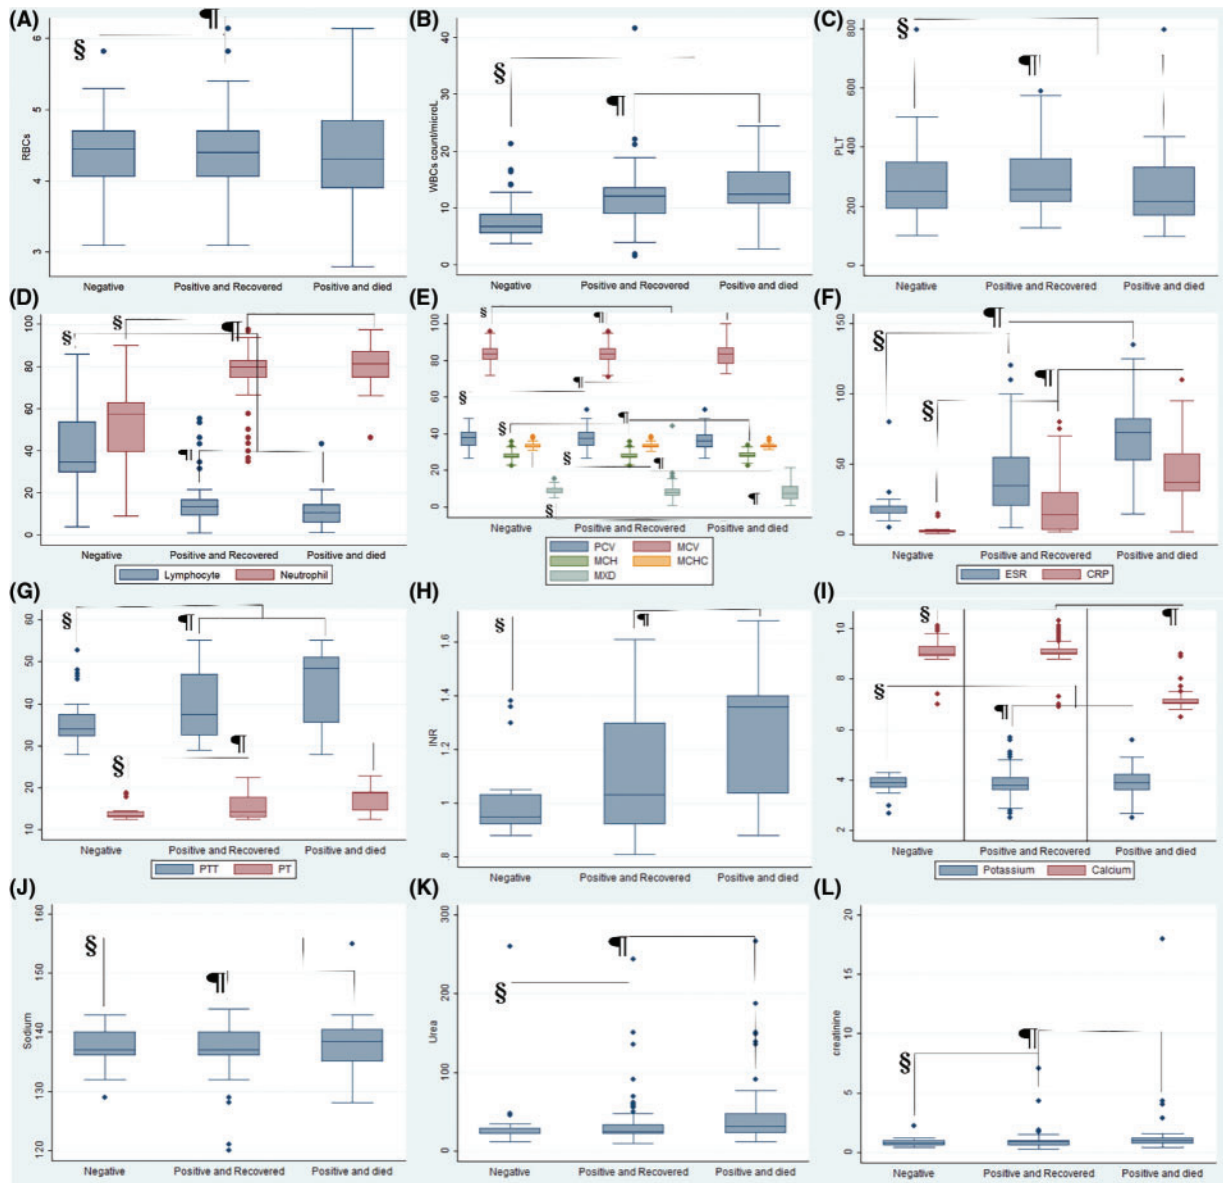 (A)
¶
§
RBCs
6
5
4
3
Negative
Positive and Recovered
Positive and died
(B)
§
¶
WBCs count/microL
40
30
20
10
0
Negative
Positive and Recovered
Positive and died
(C)
§
¶
PLT
800
600
400
200
0
Negative
Positive and Recovered
Positive and died
(D)
§
§
¶
¶
100
80
60
40
20
0
Negative
Positive and Recovered
Positive and died
Lymphocyte
Neutrophil
(E)
§
¶
¶
§
¶
§
§
¶
¶
§
100
80
60
40
20
0
Negative
Positive and Recovered
Positive and died
PCV
MCV
MCH
MCHC
MXD
(F)
¶
§
¶
§
150
100
50
0
Negative
Positive and Recovered
Positive and died
ESR
CRP
(G)
§
¶
¶
§
60
50
40
30
20
10
Negative
Positive and Recovered
Positive and died
PTT
PT
(H)
§
¶
INR
1.6
1.4
1.2
1
.8
Negative
Positive and Recovered
Positive and died
(I)
§
¶
§
¶
10
8
6
4
2
Negative
Positive and Recovered
Positive and died
Potassium
Calcium
(J)
§
¶
Sodium
160
150
140
130
120
Negative
Positive and Recovered
Positive and died
(K)
¶
§
Urea
300
200
100
0
Negative
Positive and Recovered
Positive and died
(L)
¶
§
creatinine
20
15
10
5
0
Negative
Positive and Recovered
Positive and died